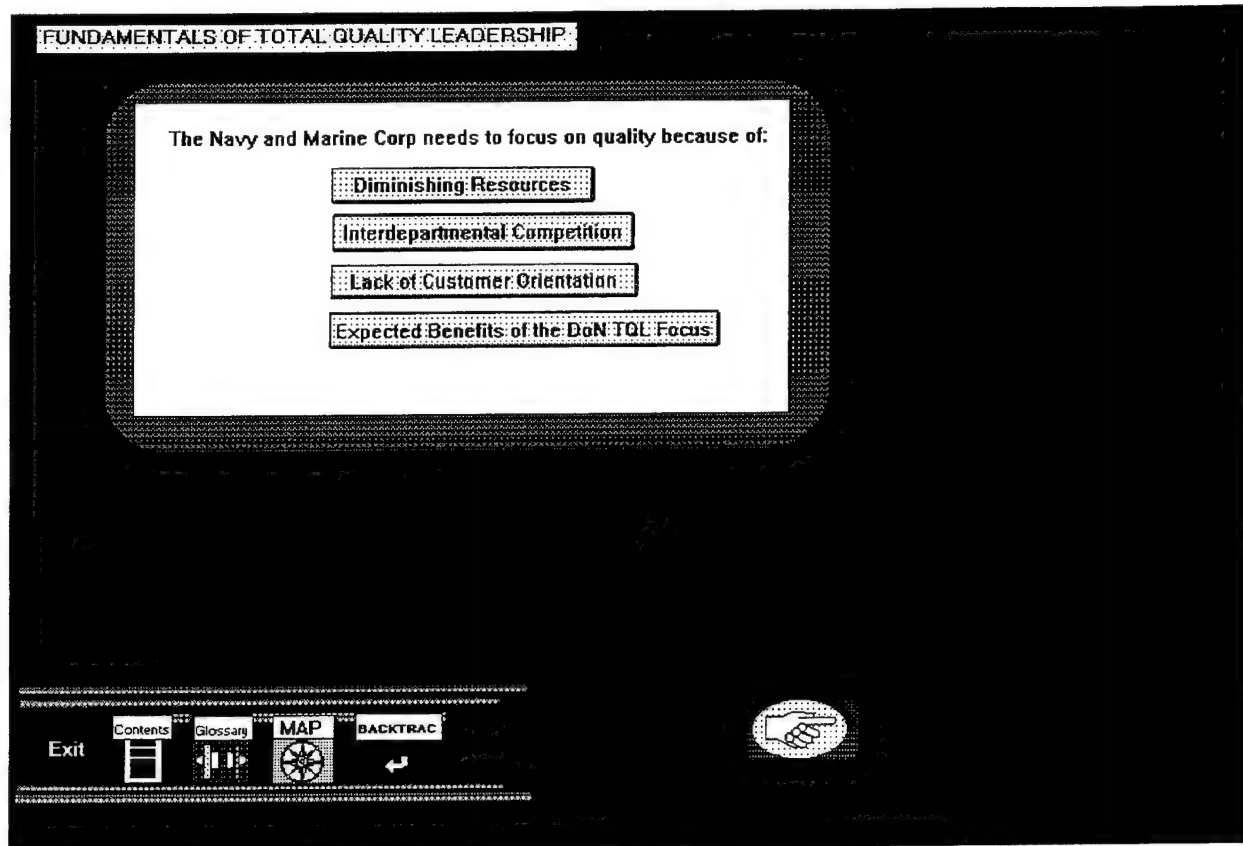 FUNDAMENTALS OF TOTAL QUALITY LEADERSHIP
The Navy and Marine Corp needs to focus on quality because of:
Diminishing Resources
Interdepartmental Competition
Lack of Customer Orientation
Expected Benefits of the DoN TQL Focus
Exit
Contents
Glossary
MAP
BACKTRAC